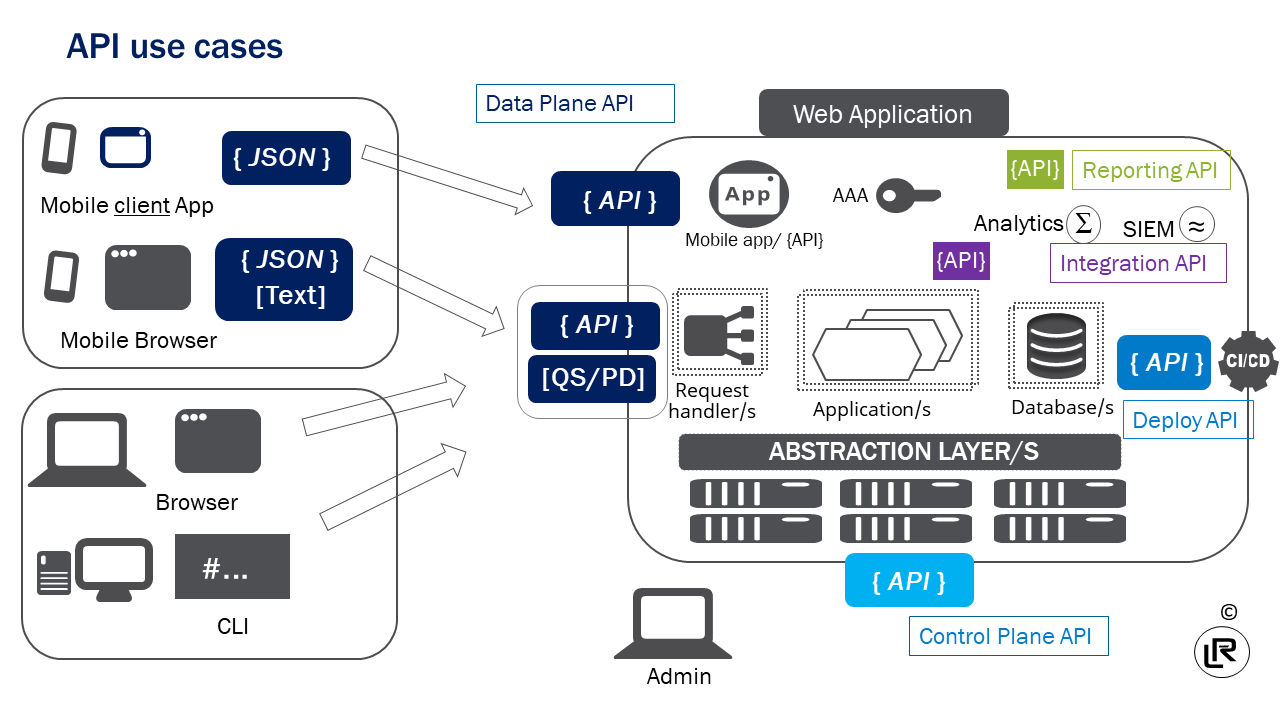 API use cases
Data Plane API
Web Application
{ JSON }
Mobile client App
{ JSON }
[Text]
Mobile Browser
Browser
#...
CLI
{ API }
{ API }
[QS/PD]
App
Mobile app/ {API}
AAA
{API}
Reporting API
Analytics Σ
SIEM ≈
{API}
Integration API
Request
handler/s
Application/s
Database/s
{ API }
CI/CD
Deploy API
ABSTRACTION LAYER/S
{ API }
Control Plane API
Admin
©
LR